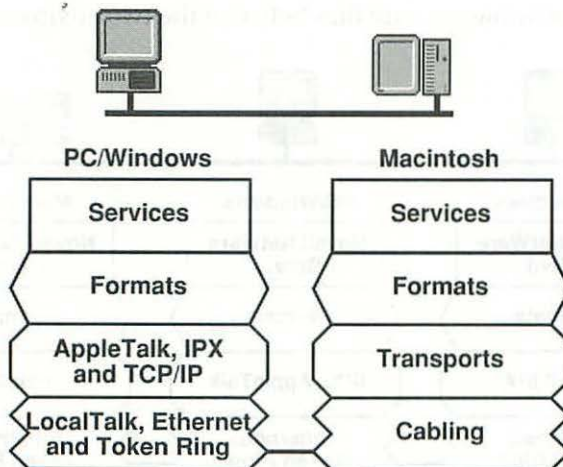 PC/Windows
Macintosh
Services
Services
Formats
Formats
AppleTalk, IPX
and TCP/IP
Transports
LocalTalk, Ethernet
and Token Ring
Cabling